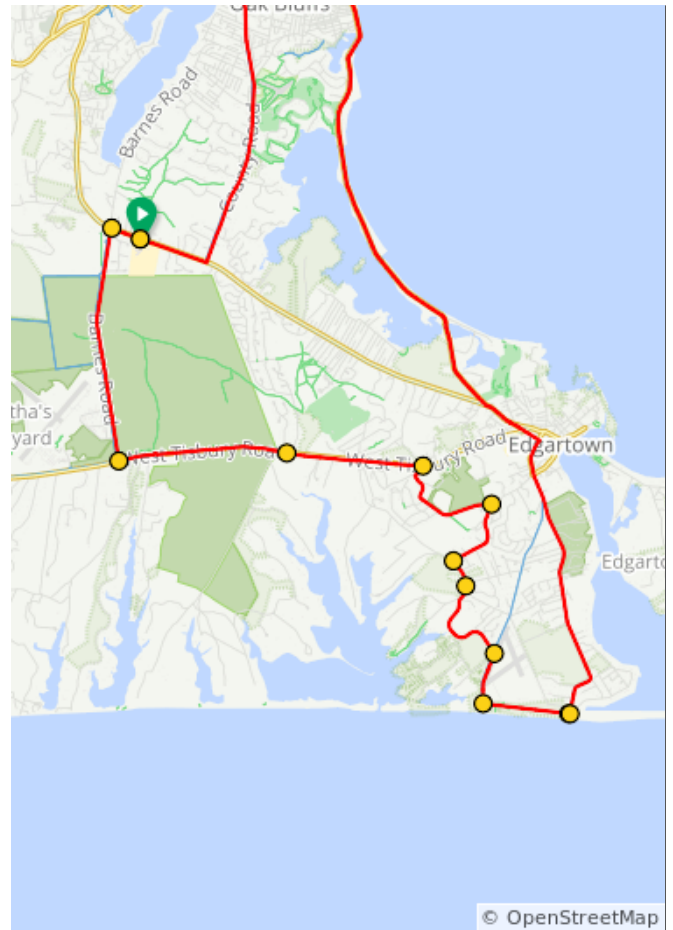 Oak Bluffs
Barnes Road
County Road
Barnes Road
tha's
yard
West Tisbury Road
West Tisbury Road
Edgartown
Edgarto
© OpenStreetMap